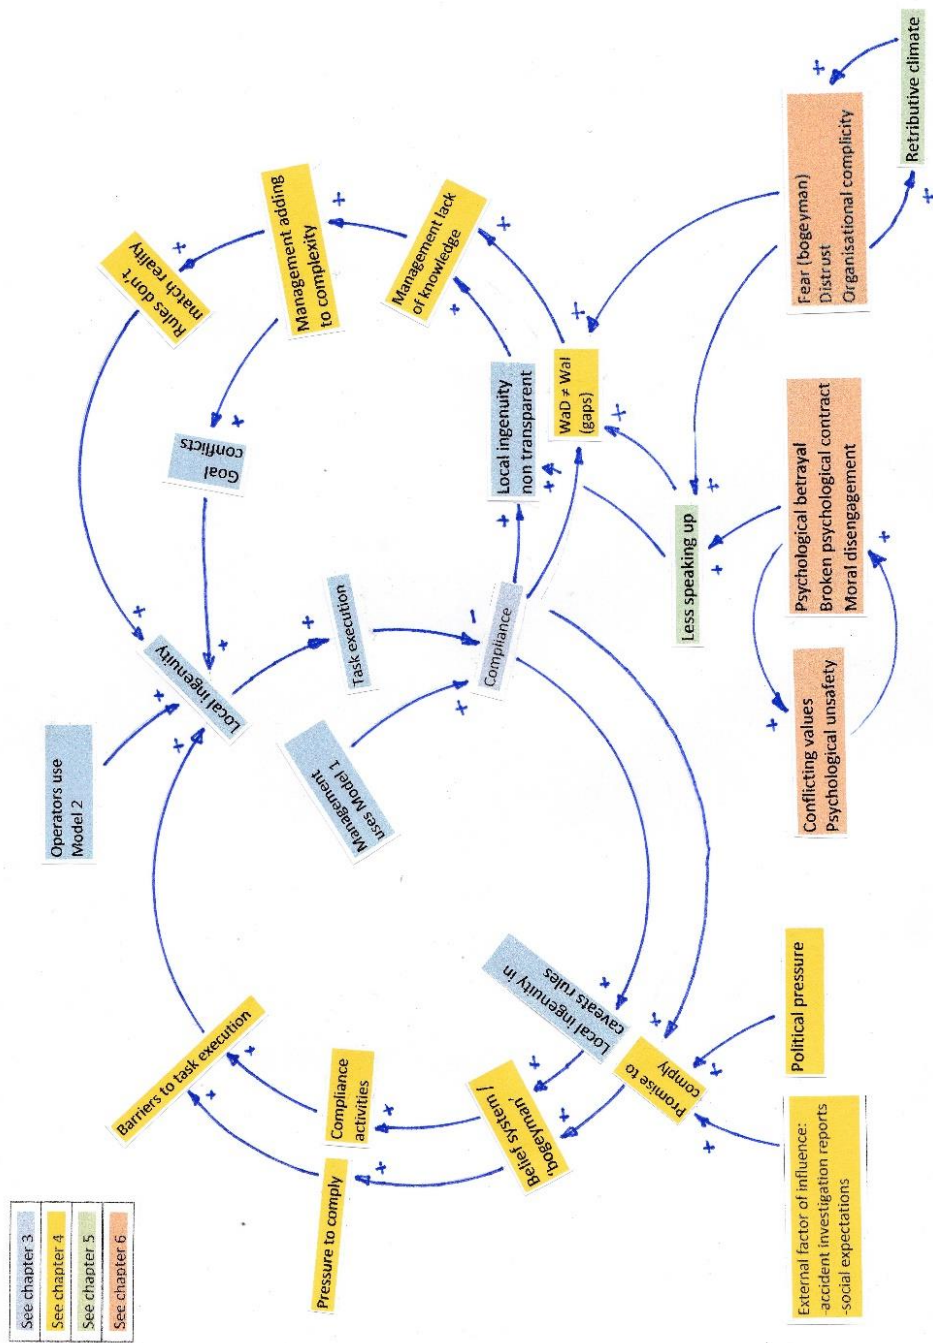 See chapter 3
See chapter 4
See chapter 5
See chapter 6
Operators use
Model 2
Barriers to task execution
Local ingenuity
Rules don't
match reality
Goal
conflicts
Management adding
to complexity
Pressure to comply
Compliance
activities
Management
uses Model 1
Task execution
Management lack
of knowledge
Belief system /
'bogeyman'
Local ingenuity in
caveats rules
Compliance
Local ingenuity
non transparent
WaD ≠ WaI
(gaps)
Promise to
comply
Less speaking up
External factor of influence:
-accident investigation reports
-social expectations
Political pressure
Conflicting values
Psychological unsafety
Psychological betrayal
Broken psychological contract
Moral disengagement
Fear (bogeyman)
Distrust
Organisational complicity
Retributive climate